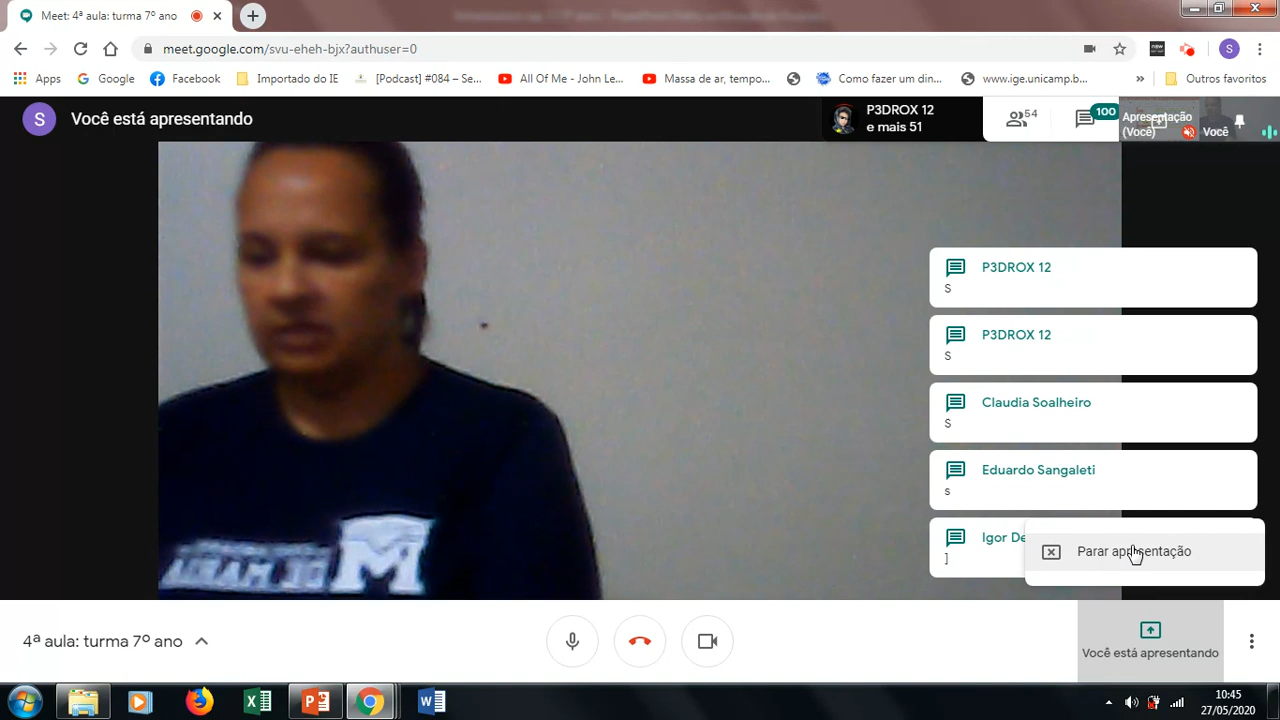 Meet: 4ª aula: turma 7º ano
meet.google.com/svu-eheh-bjx?authuser=0
Apps Google Facebook Importado do IE [Podcast] #084 – Se... All Of Me - John Le... Massa de ar, tempo... Como fazer um din... www.ige.unicamp.b... » Outros favoritos
S Você está apresentando
P3DROX 12
e mais 51
54
100
Apresentação
(Você)
Você
P3DROX 12
S
P3DROX 12
S
Claudia Soalheiro
S
Eduardo Sangaleti
s
Igor De
]
Parar apresentação
M
4ª aula: turma 7º ano
Você está apresentando
10:45
27/05/2020